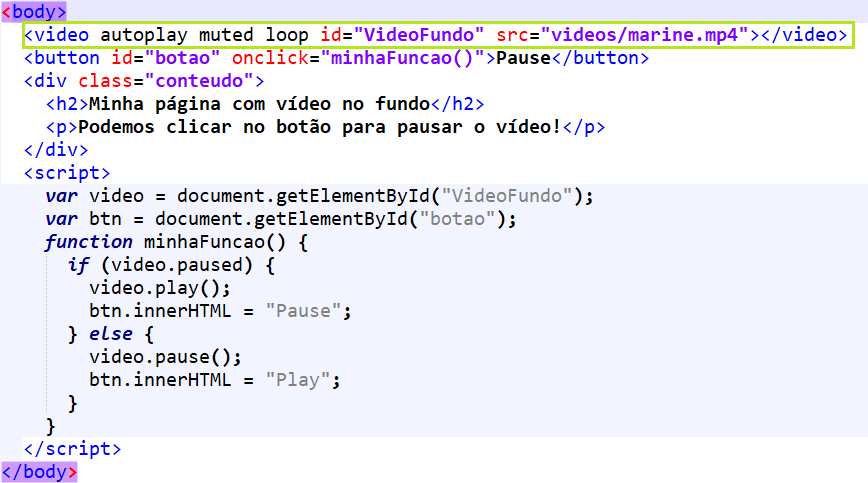 <body>
<video autoplay muted loop id="VideoFundo" src="videos/marine.mp4"></video>
<button id="botao" onclick="minhaFuncao()">Pause</button>
<div class="conteudo">
<h2>Minha página com vídeo no fundo</h2>
<p>Podemos clicar no botão para pausar o vídeo!</p>
</div>
<script>
var video = document.getElementById("VideoFundo");
var btn = document.getElementById("botao");
function minhaFuncao() {
if (video.paused) {
video.play();
btn.innerHTML = "Pause";
} else {
video.pause();
btn.innerHTML = "Play";
}
}
</script>
</body>